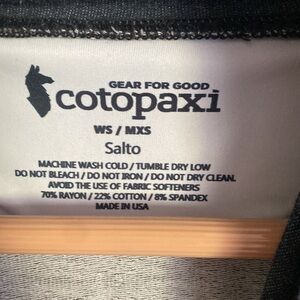 GEAR FOR GOOD
cotopaxi
WS / MXS
Salto
MACHINE WASH COLD / TUMBLE DRY LOW
DO NOT BLEACH / DO NOT IRON / DO NOT DRY CLEAN.
AVOID THE USE OF FABRIC SOFTENERS
70% RAYON / 22% COTTON / 8% SPANDEX
MADE IN USA